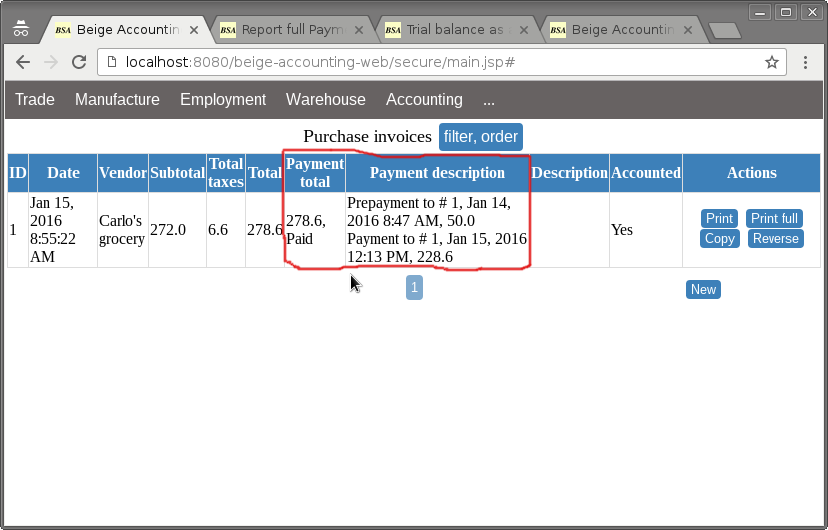 BSA Beige Accountin
BSA Report full Paym
BSA Trial balance as
BSA Beige Accountin
localhost:8080/beige-accounting-web/secure/main.jsp#
Trade Manufacture Employment Warehouse Accounting ...
Purchase invoices filter, order
ID Date Vendor Subtotal Total taxes Total Payment total Payment description Description Accounted Actions
1
Jan 15,
2016
8:55:22
AM
Carlo's
grocery
272.0
6.6
278.6
278.6,
Paid
Prepayment to # 1, Jan 14,
2016 8:47 AM, 50.0
Payment to # 1, Jan 15, 2016
12:13 PM, 228.6
Yes
Print Print full
Copy Reverse
1
New